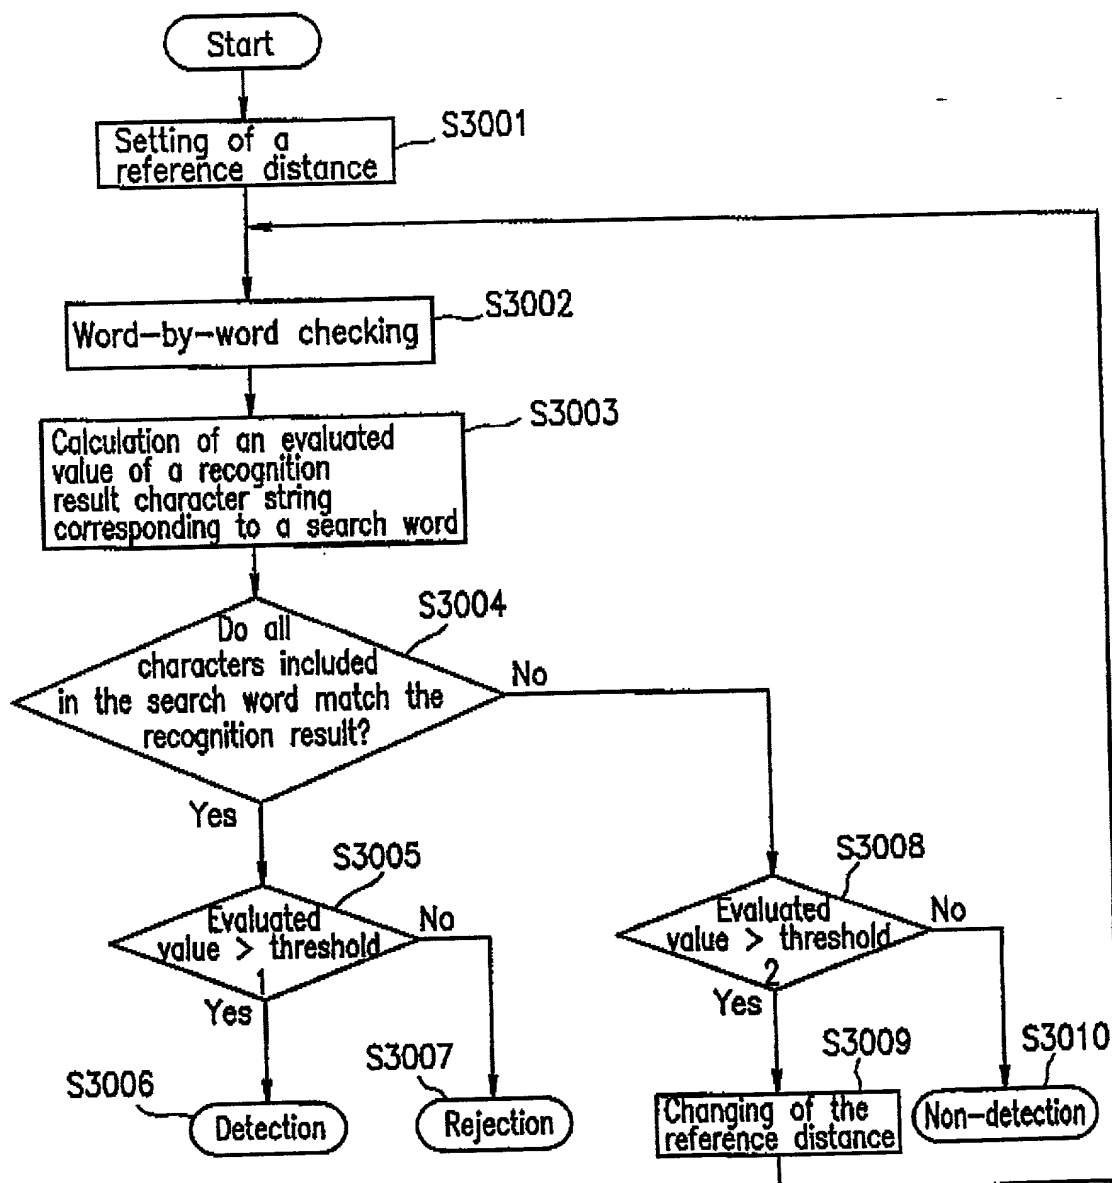 Start
S3001
Setting of a
reference distance
S3002
Word-by-word checking
S3003
Calculation of an evaluated
value of a recognition
result character string
corresponding to a search word
S3004
Do all
characters included
in the search word match the
recognition result?
No
Yes
S3005
Evaluated
value > threshold
1
No
Yes
S3008
Evaluated
value > threshold
2
No
Yes
S3006
Detection
S3007
Rejection
S3009
Changing of the
reference distance
S3010
Non-detection